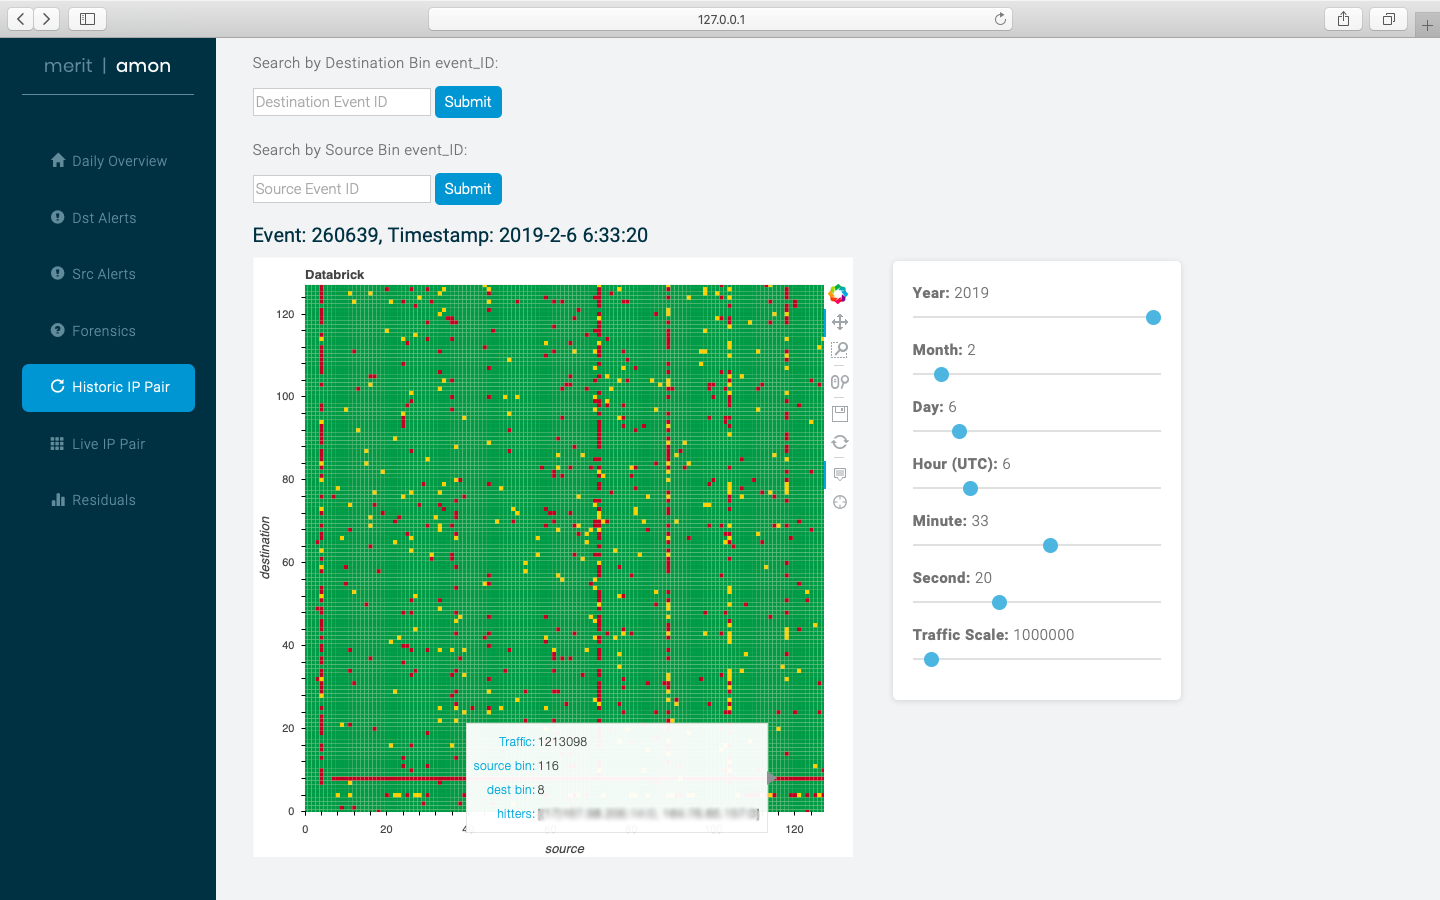 127.0.0.1
merit | amon
Daily Overview
Dst Alerts
Src Alerts
Forensics
Historic IP Pair
Live IP Pair
Residuals
Search by Destination Bin event_ID:
Destination Event ID
Submit
Search by Source Bin event_ID:
Source Event ID
Submit
Event: 260639, Timestamp: 2019-2-6 6:33:20
Databrick
120
100
80
60
40
20
0
destination
Traffic: 1213098
source bin: 116
dest bin: 8
hitters:
0 20 4 60 80 100 120
source
Year: 2019
Month: 2
Day: 6
Hour (UTC): 6
Minute: 33
Second: 20
Traffic Scale: 1000000